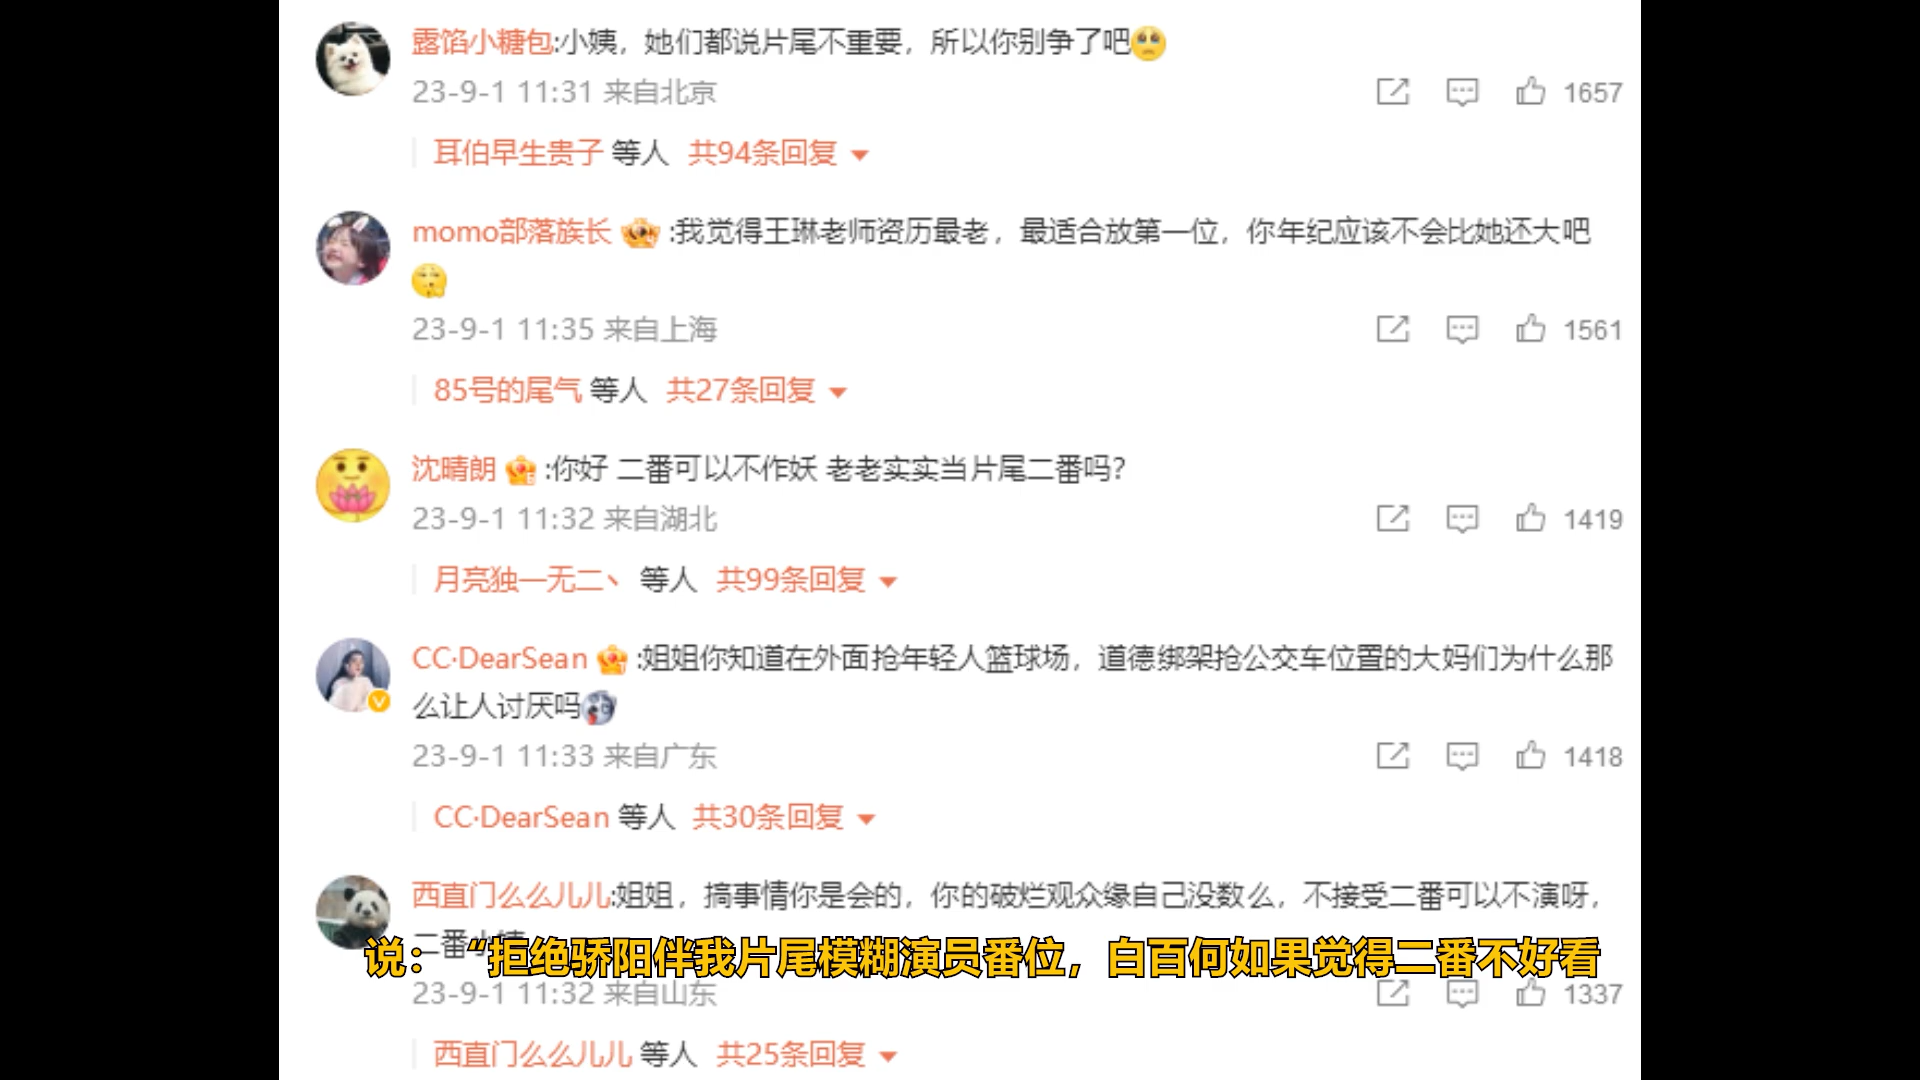 露馅小糖包:小姨，她们都说片尾不重要，所以你别争了吧
23-9-1 11:31 来自北京
1657
耳伯早生贵子 等人 共94条回复
momo部落族长 :我觉得王琳老师资历最老，最适合放第一位，你年纪应该不会比她还大吧
23-9-1 11:35 来自上海
1561
85号的尾气 等人 共27条回复
沈晴朗 :你好 二番可以不作妖 老老实实当片尾二番吗？
23-9-1 11:32 来自湖北
1419
月亮独一无二丶 等人 共99条回复
CC·DearSean :姐姐你知道在外面抢年轻人篮球场，道德绑架抢公交车位置的大妈们为什么那
么让人讨厌吗
23-9-1 11:33 来自广东
1418
CC·DearSean 等人 共30条回复
西直门么么儿儿:姐姐，搞事情你是会的，你的破烂观众缘自己没数么，不接受二番可以不演呀，
二番小姨
说：“拒绝骄阳伴我片尾模糊演员番位，白百何如果觉得二番不好看
23-9-1 11:32 来自山东
1337
西直门么么儿儿 等人 共25条回复